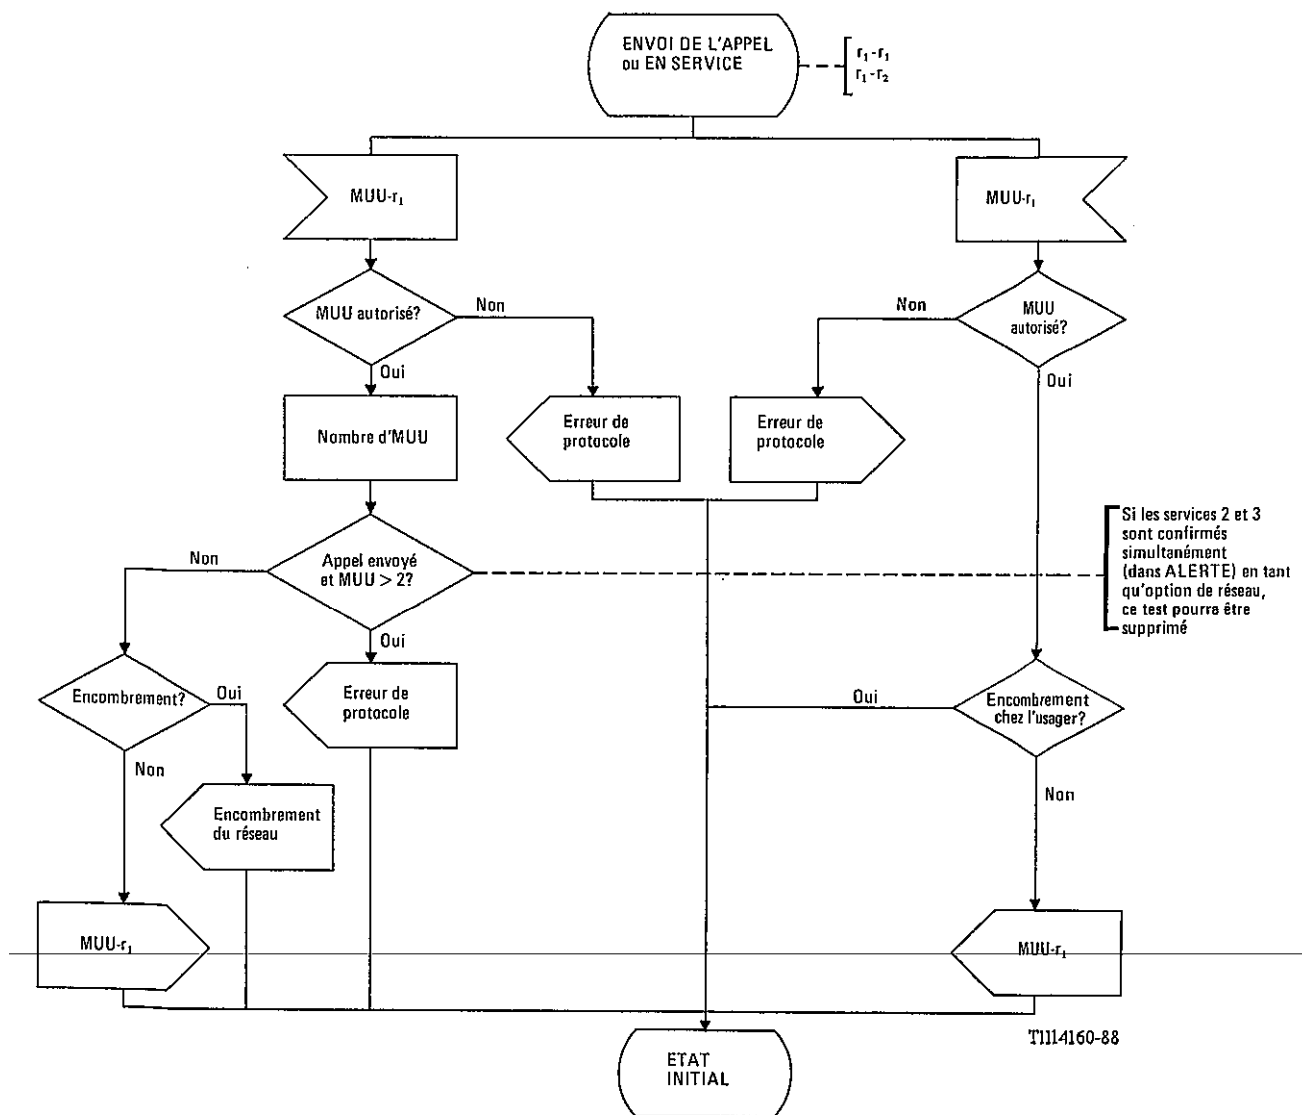 ENVOI DE L'APPEL
ou EN SERVICE
r₁-r₁
r₁-r₂
MUU-r₁
MUU-r₁
MUU autorisé?
Non
Non
MUU
autorisé?
Oui
Oui
Nombre d'MUU
Erreur de
protocole
Erreur de
protocole
Non
Appel envoyé
et MUU > 2?
Si les services 2 et 3
sont confirmés
simultanément
(dans ALERTE) en tant
qu'option de réseau,
ce test pourre être
supprimé
Oui
Encombrement?
Oui
Erreur de
protocole
Oui
Encombrement
chez l'usager?
Non
Non
Encombrement
du réseau
MUU-r₁
MUU-r₁
T1114160-88
ETAT
INITIAL